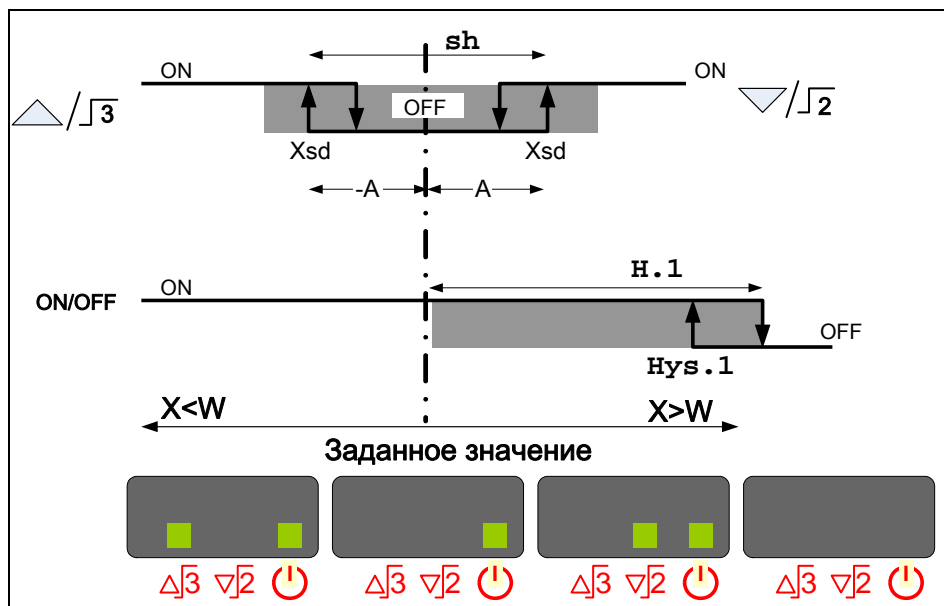 sh
ON
ON
OFF
△/⎍3
▽/⎍2
Xsd
Xsd
-A
A
H.1
ON/OFF
ON
OFF
Hys.1
X<W
X>W
Заданное значение
△⎍3 ▽⎍2
△⎍3 ▽⎍2
△⎍3 ▽⎍2
△⎍3 ▽⎍2